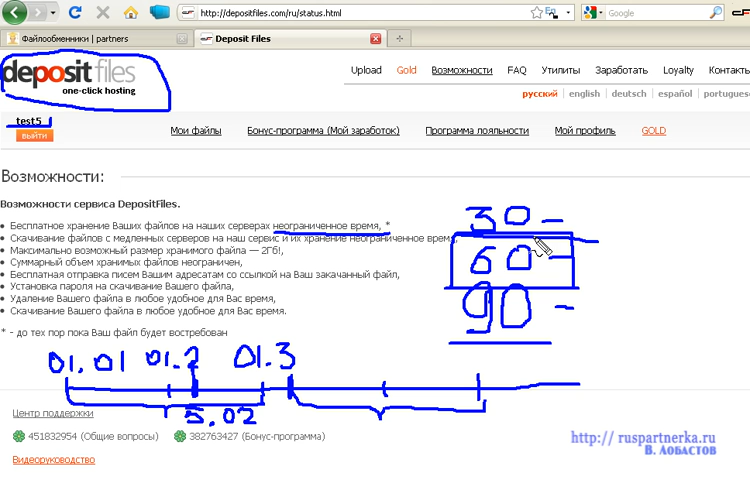 http://depositfiles.com/ru/status.html
Google
Файлообменники | partners
Deposit Files
depositfiles
one-click hosting
Upload Gold Возможности FAQ Утилиты Заработать Loyalty Контакты
русский | english | deutsch | español | portugues
test5
выйти
Мои файлы Бонус-программа (Мой заработок) Программа лояльности Мой профиль GOLD
Возможности:
Возможности сервиса DepositFiles.
Бесплатное хранение Ваших файлов на наших серверах неограниченное время, *
Скачивание файлов с медленных серверов на наш сервис и их хранение неограниченное время,
Максимально возможный размер хранимого файла — 2Гб!,
Суммарный объем хранимых файлов неограничен,
Бесплатная отправка писем Вашим адресатам со ссылкой на Ваш закачанный файл,
Установка пароля на скачивание Вашего файла,
Удаление Вашего файла в любое удобное для Вас время,
Скачивание Вашего файла в любое удобное для Вас время.
* - до тех пор пока Ваш файл будет востребован
30-
60-
90-
01.01 01.2 01.3
5.02
Центр поддержки
451832954 (Общие вопросы) 382763427 (Бонус-программа)
Видеоруководство
http://ruspartnerka.ru
В. Лобастов